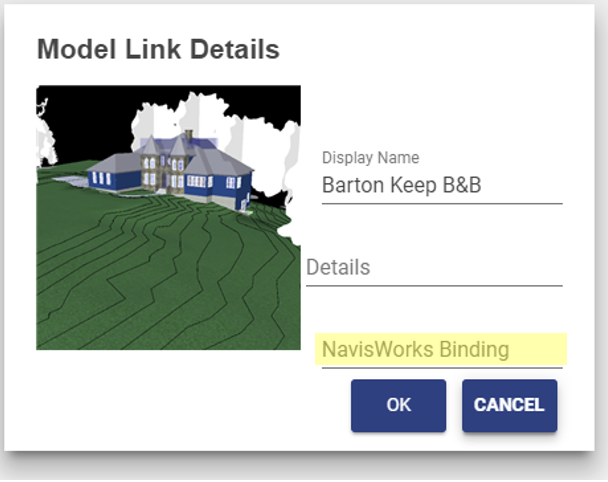 Model Link Details
Display Name
Barton Keep B&B
Details
NavisWorks Binding
OK
CANCEL